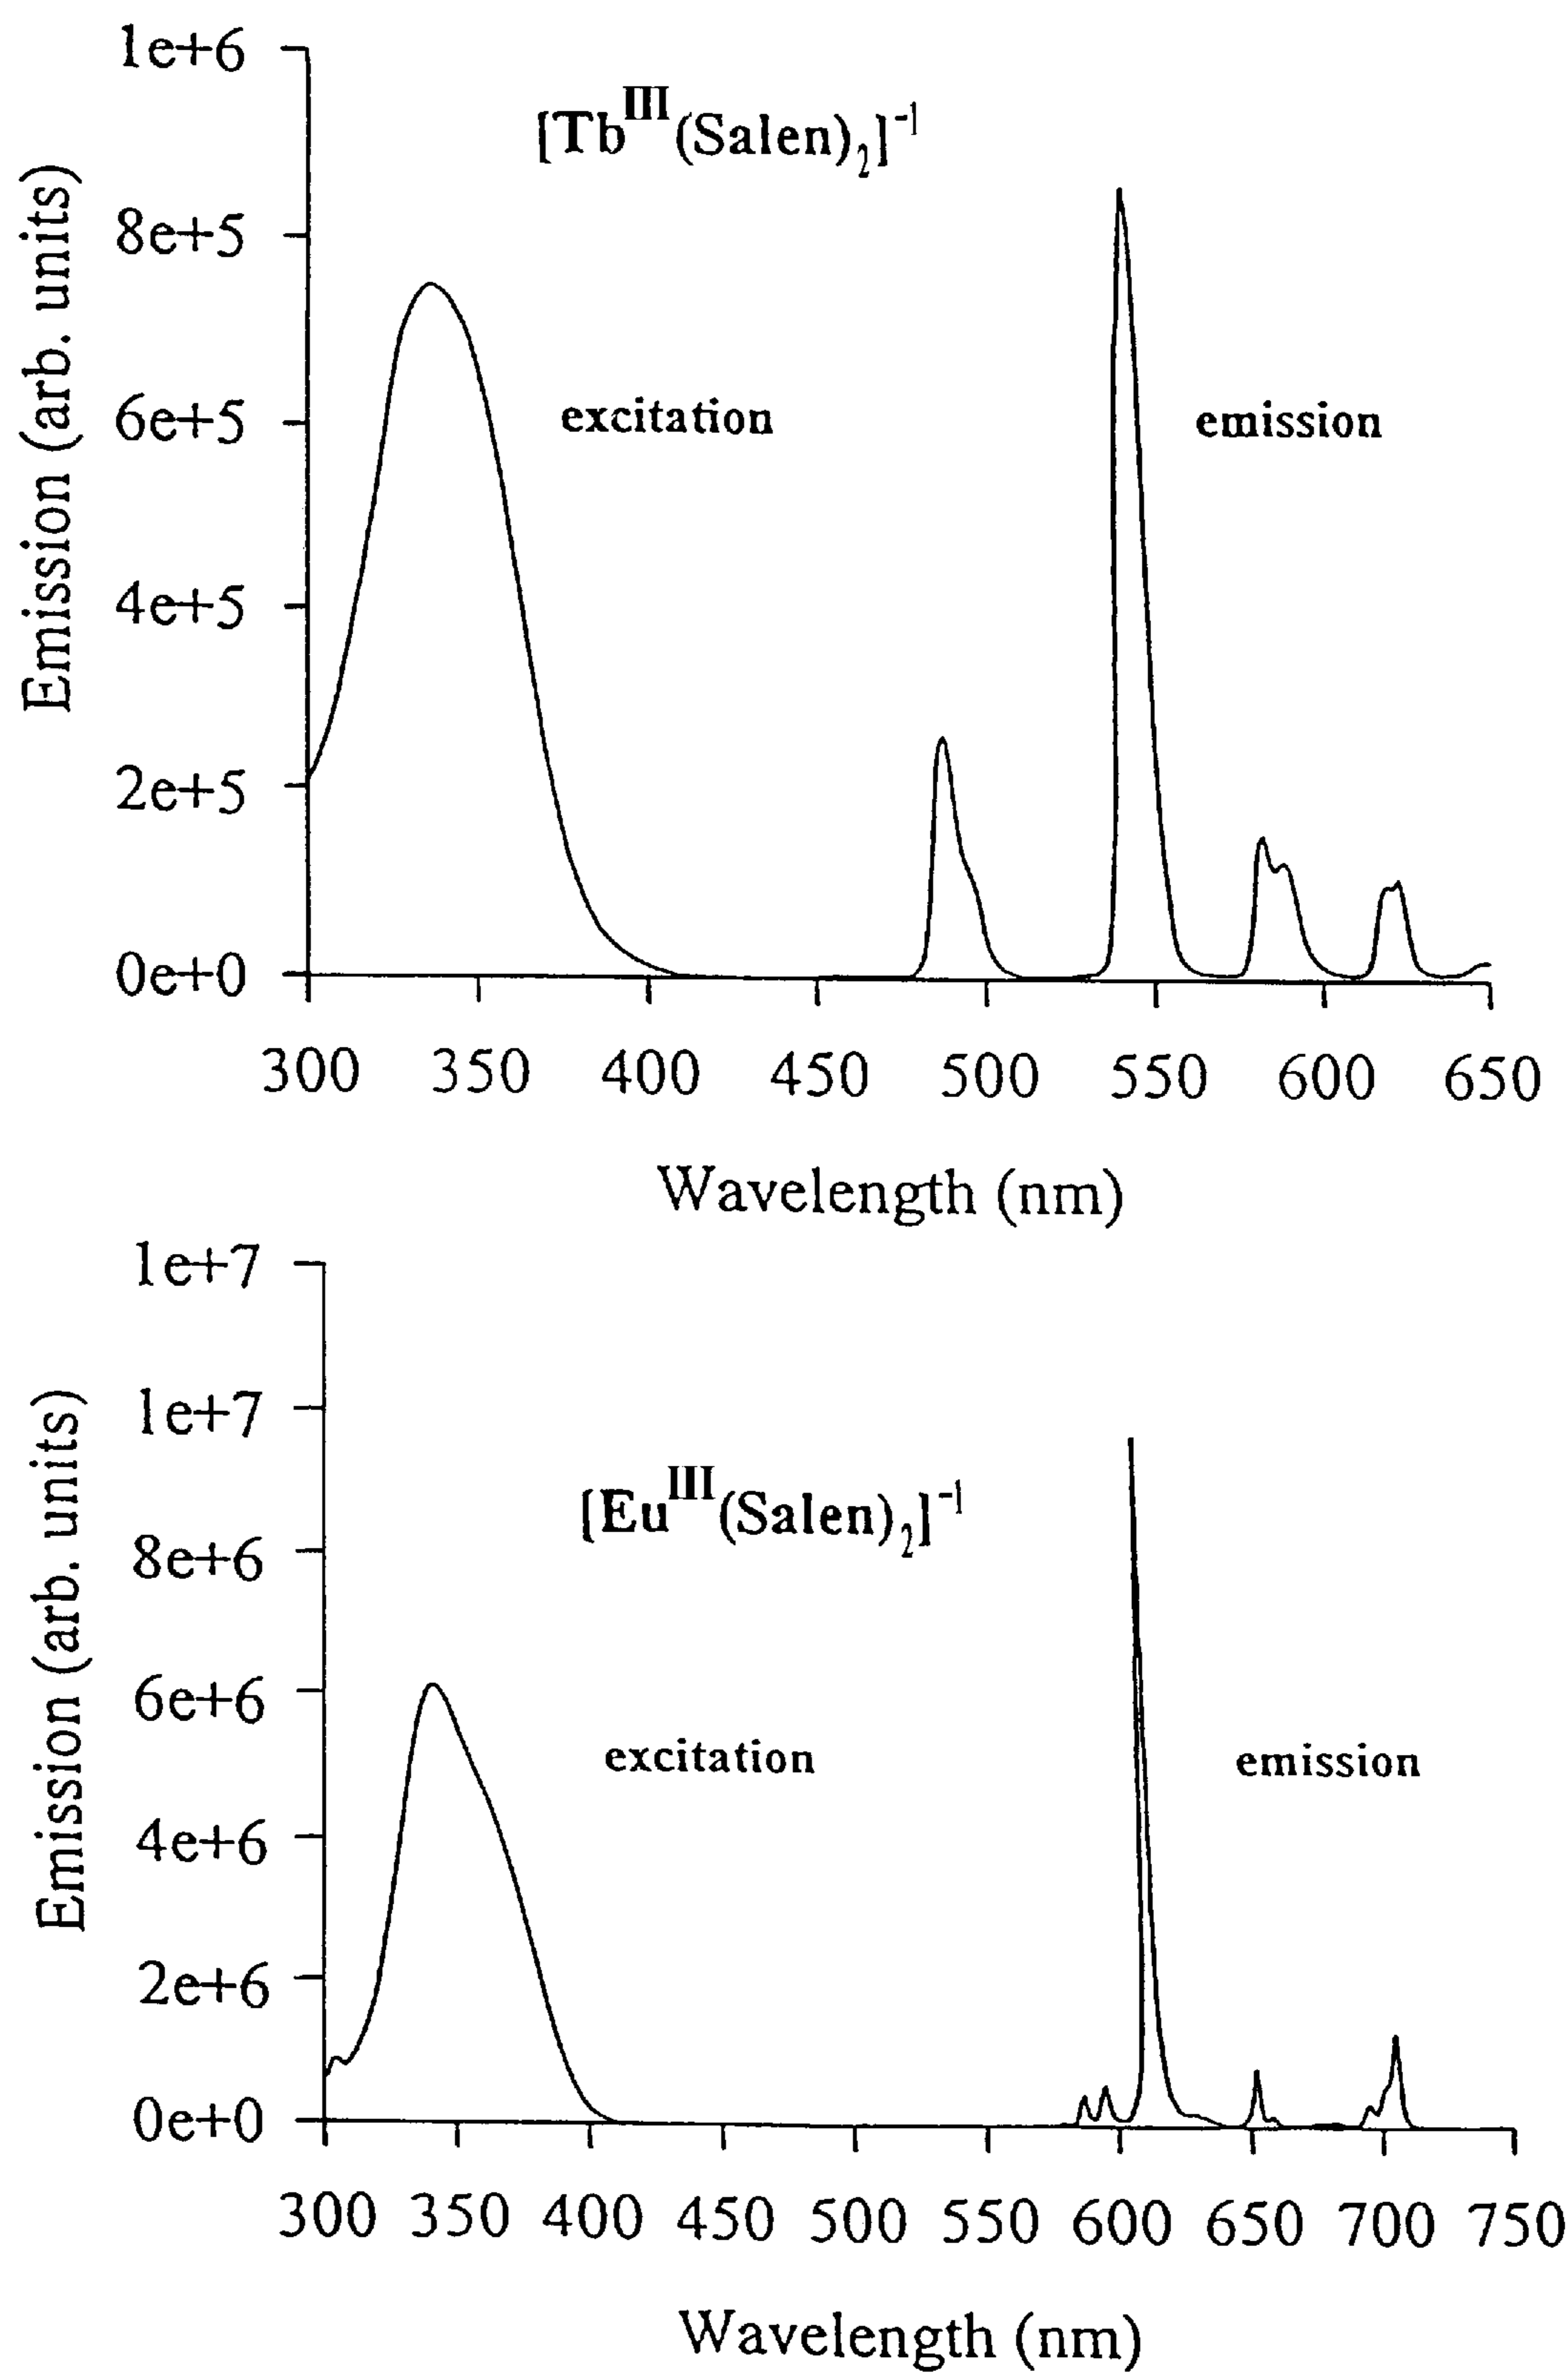 1e+6
[Tb^III(Salen)₂]⁻¹
8e+5
6e+5
excitation
emission
4e+5
2e+5
0e+0
Emission (arb. units)
300 350 400 450 500 550 600 650
Wavelength (nm)
1e+7
1e+7
[Eu^III(Salen)₂]⁻¹
8e+6
6e+6
excitation
emission
4e+6
2e+6
0e+0
Emission (arb. units)
300 350 400 450 500 550 600 650 700 750
Wavelength (nm)